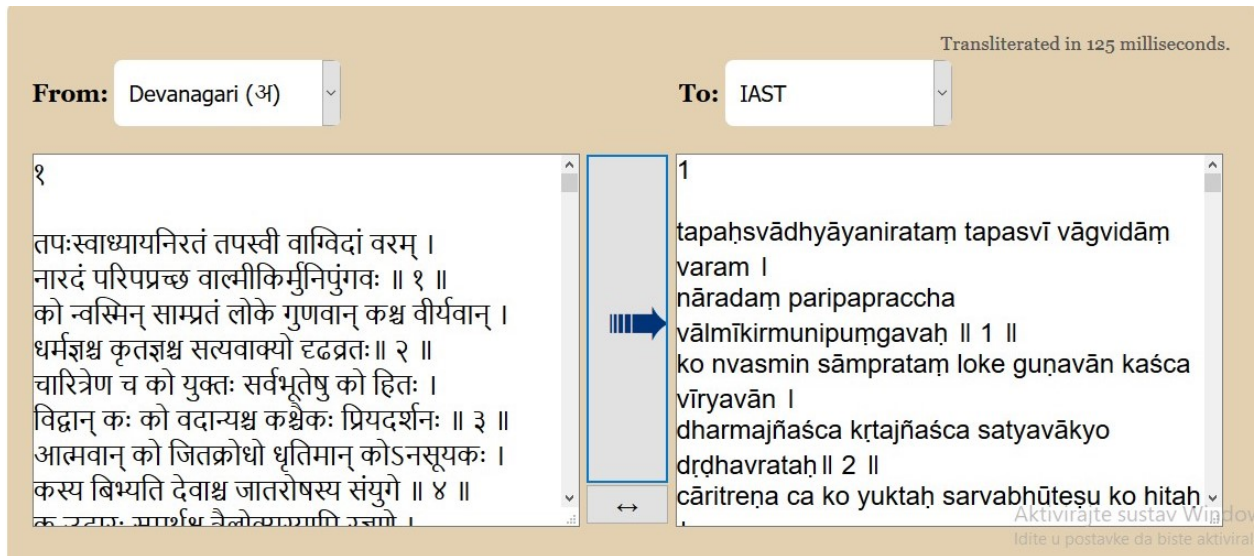 Transliterated in 125 milliseconds.
From: Devanagari (अ)
To: IAST
१
तपःस्वाध्यायनिरतं तपस्वी वाग्विदां वरम् ।
नारदं परिपप्रच्छ वाल्मीकिर्मुनिपुंगवः ॥ १ ॥
को न्वस्मिन् साम्प्रतं लोके गुणवान् कश्च वीर्यवान् ।
धर्मज्ञश्च कृतज्ञश्च सत्यवाक्यो दृढव्रतः॥ २ ॥
चारित्रेण च को युक्तः सर्वभूतेषु को हितः ।
विद्वान् कः को वदान्यश्च कश्चैकः प्रियदर्शनः ॥ ३ ॥
आत्मवान् को जितक्रोधो धृतिमान् कोऽनसूयकः ।
कस्य बिभ्यति देवाश्च जातरोषस्य संयुगे ॥ ४ ॥
1
tapaḥsvādhyāyanirataṃ tapasvī vāgvidāṃ
varam ।
nāradaṃ paripapraccha
vālmīkirmunipuṃgavaḥ ॥ 1 ॥
ko nvasmin sāmprataṃ loke guṇavān kaśca
vīryavān ।
dharmajñaśca kṛtajñaśca satyavākyo
dṛḍhavrataḥ॥ 2 ॥
cāritreṇa ca ko yuktaḥ sarvabhūteṣu ko hitaḥ
Aktivirajte sustav Window
Idite u postavke da biste aktiviral